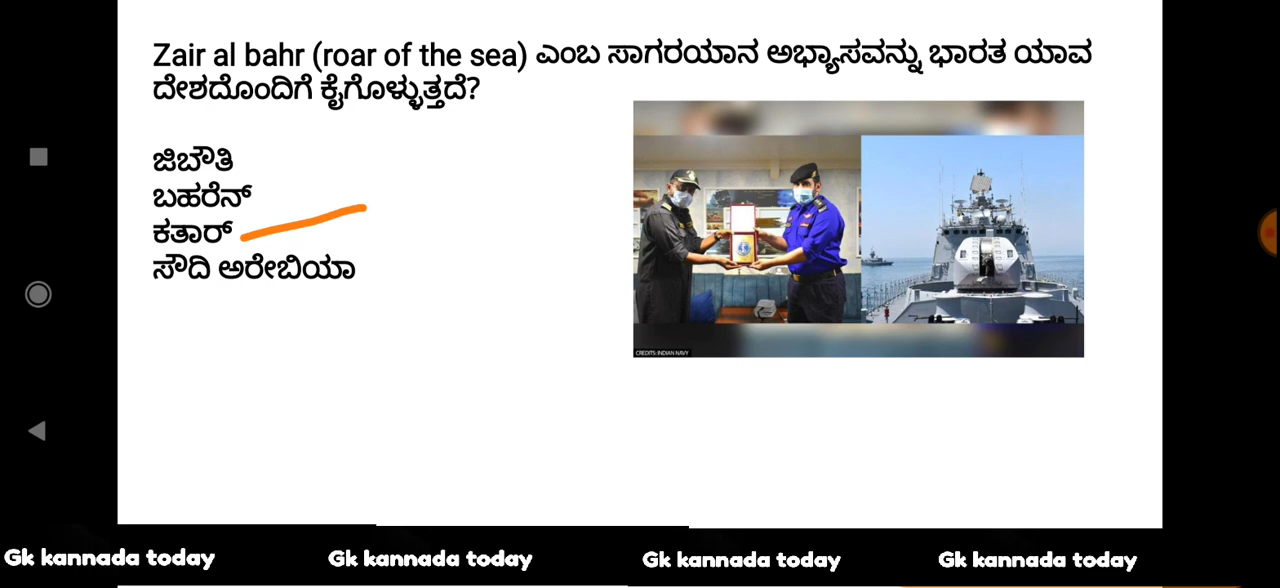 Zair al bahr (roar of the sea) ಎಂಬ ಸಾಗರಯಾನ ಅಭ್ಯಾಸವನ್ನು ಭಾರತ ಯಾವ
ದೇಶದೊಂದಿಗೆ ಕೈಗೊಳ್ಳುತ್ತದೆ?
ಜಿಬೌತಿ
ಬಹರೆನ್
ಕತಾರ್
ಸೌದಿ ಅರೇಬಿಯಾ
CREDITS: INDIAN NAVY
Gk kannada today Gk kannada today Gk kannada today Gk kannada today